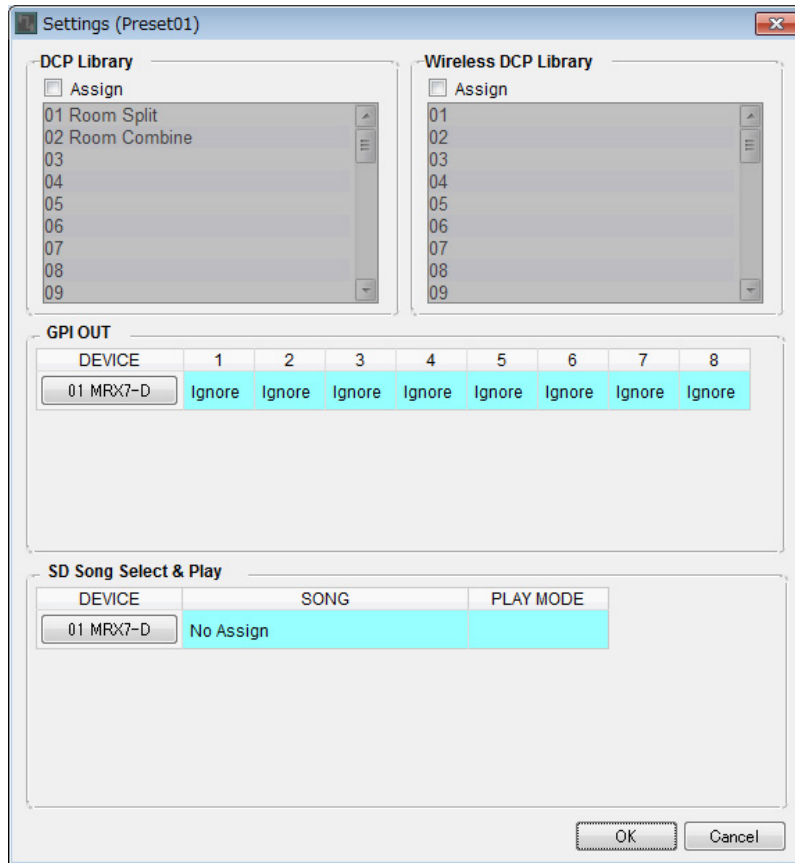 Settings (Preset01)
DCP Library
Assign
01 Room Split
02 Room Combine
03
04
05
06
07
08
09
Wireless DCP Library
Assign
01
02
03
04
05
06
07
08
09
GPI OUT
DEVICE 1 2 3 4 5 6 7 8
01 MRX7-D Ignore Ignore Ignore Ignore Ignore Ignore Ignore Ignore
SD Song Select & Play
DEVICE SONG PLAY MODE
01 MRX7-D No Assign
OK Cancel